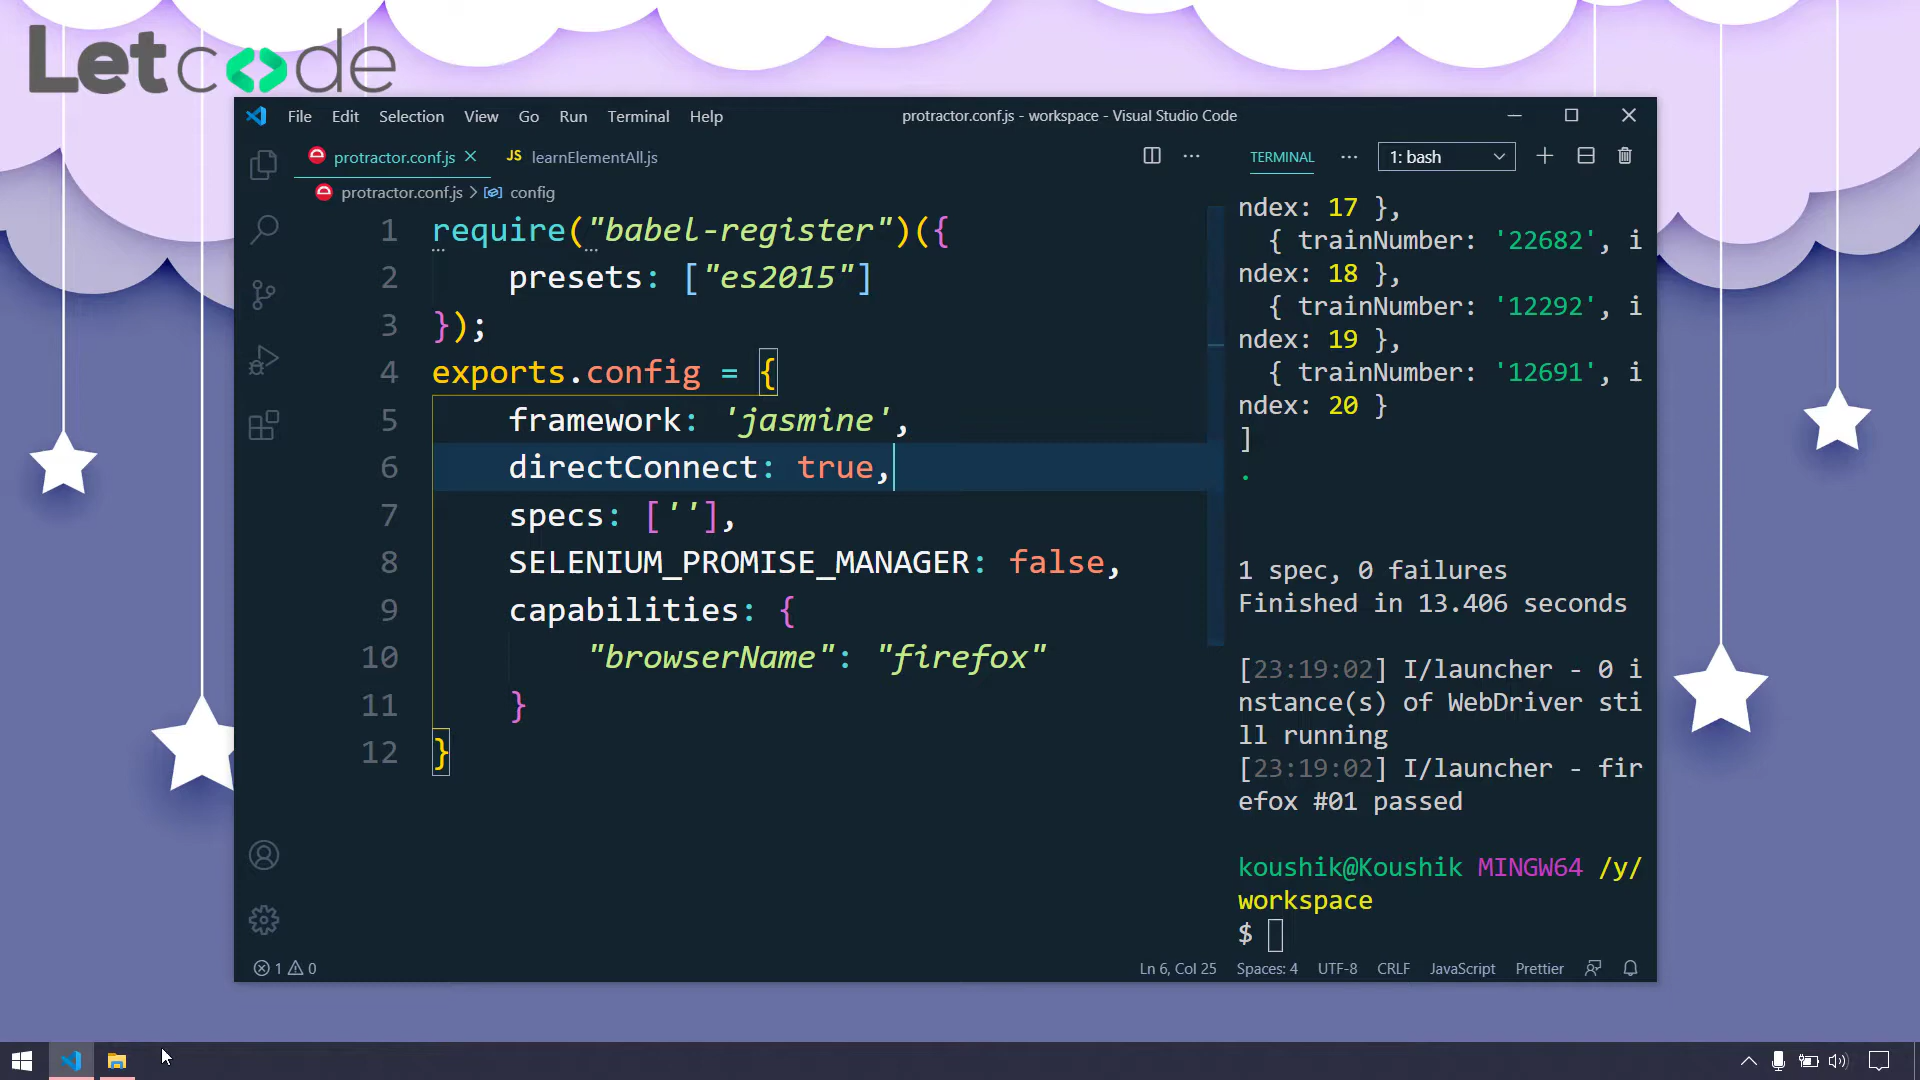 Letcode
File Edit Selection View Go Run Terminal Help
protractor.conf.js - workspace - Visual Studio Code
protractor.conf.js
JS learnElementAll.js
TERMINAL
1: bash
protractor.conf.js > config
1 require("babel-register")({
2 presets: ["es2015"]
3 });
4 exports.config = {
5 framework: 'jasmine',
6 directConnect: true,
7 specs: [''],
8 SELENIUM_PROMISE_MANAGER: false,
9 capabilities: {
10 "browserName": "firefox"
11 }
12 }
ndex: 17 },
{ trainNumber: '22682', i
ndex: 18 },
{ trainNumber: '12292', i
ndex: 19 },
{ trainNumber: '12691', i
ndex: 20 }
]
.
1 spec, 0 failures
Finished in 13.406 seconds
[23:19:02] I/launcher - 0 i
nstance(s) of WebDriver sti
ll running
[23:19:02] I/launcher - fir
efox #01 passed
koushik@Koushik MINGW64 /y/
workspace
$
1 0
Ln 6, Col 25 Spaces: 4 UTF-8 CRLF JavaScript Prettier